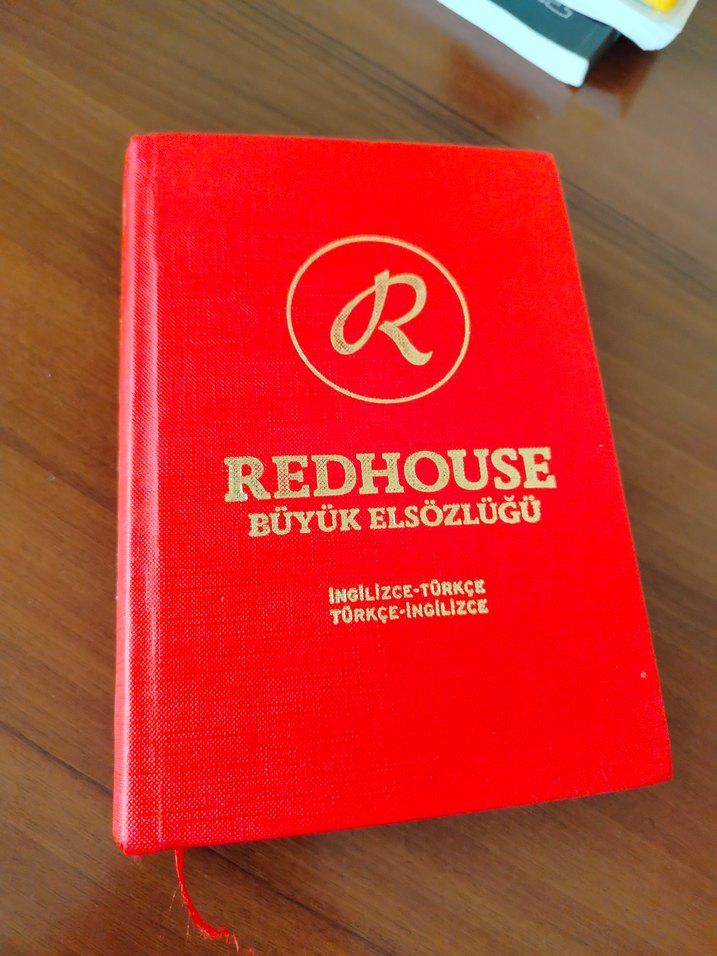 R
REDHOUSE
BÜYÜK ELSÖZLÜĞÜ
İNGİLİZCE-TÜRKÇE
TÜRKÇE-İNGİLİZCE